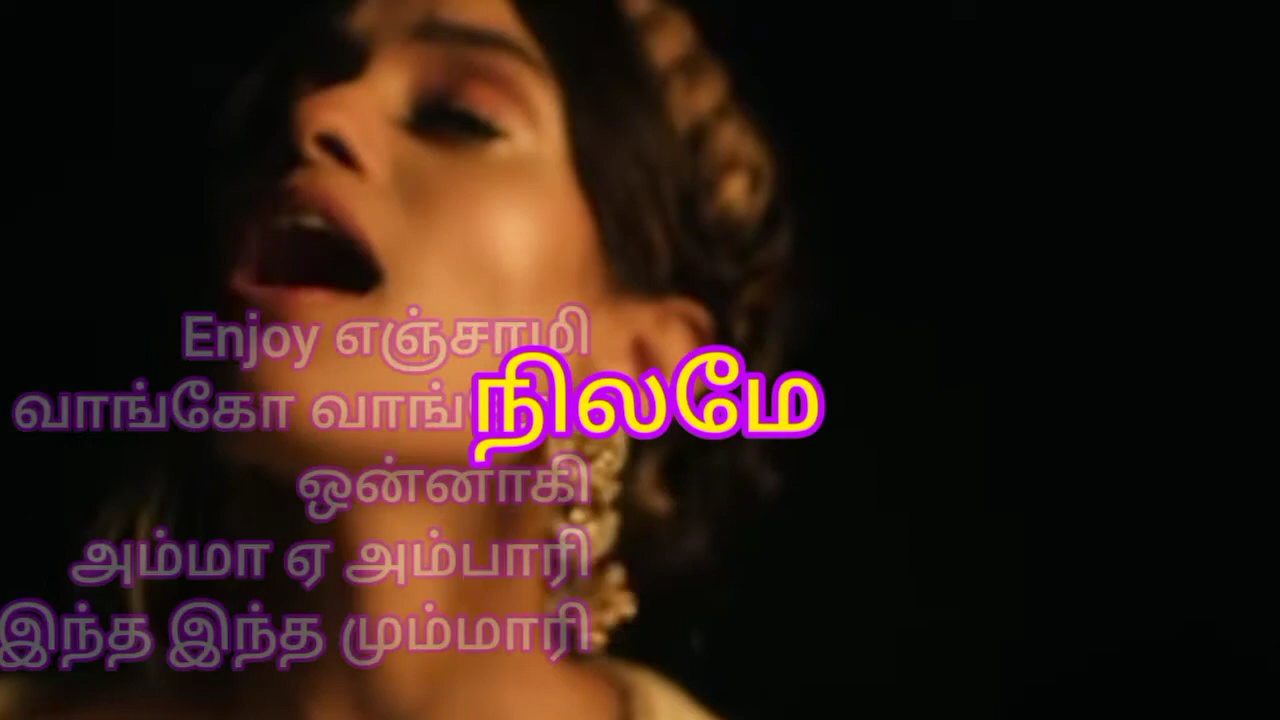 Enjoy எஞ்சாமி
வாங்கோ வாங்
நிலமே
ஒன்னாகி
அம்மா ஏ அம்பாரி
இந்த இந்த மும்மாரி